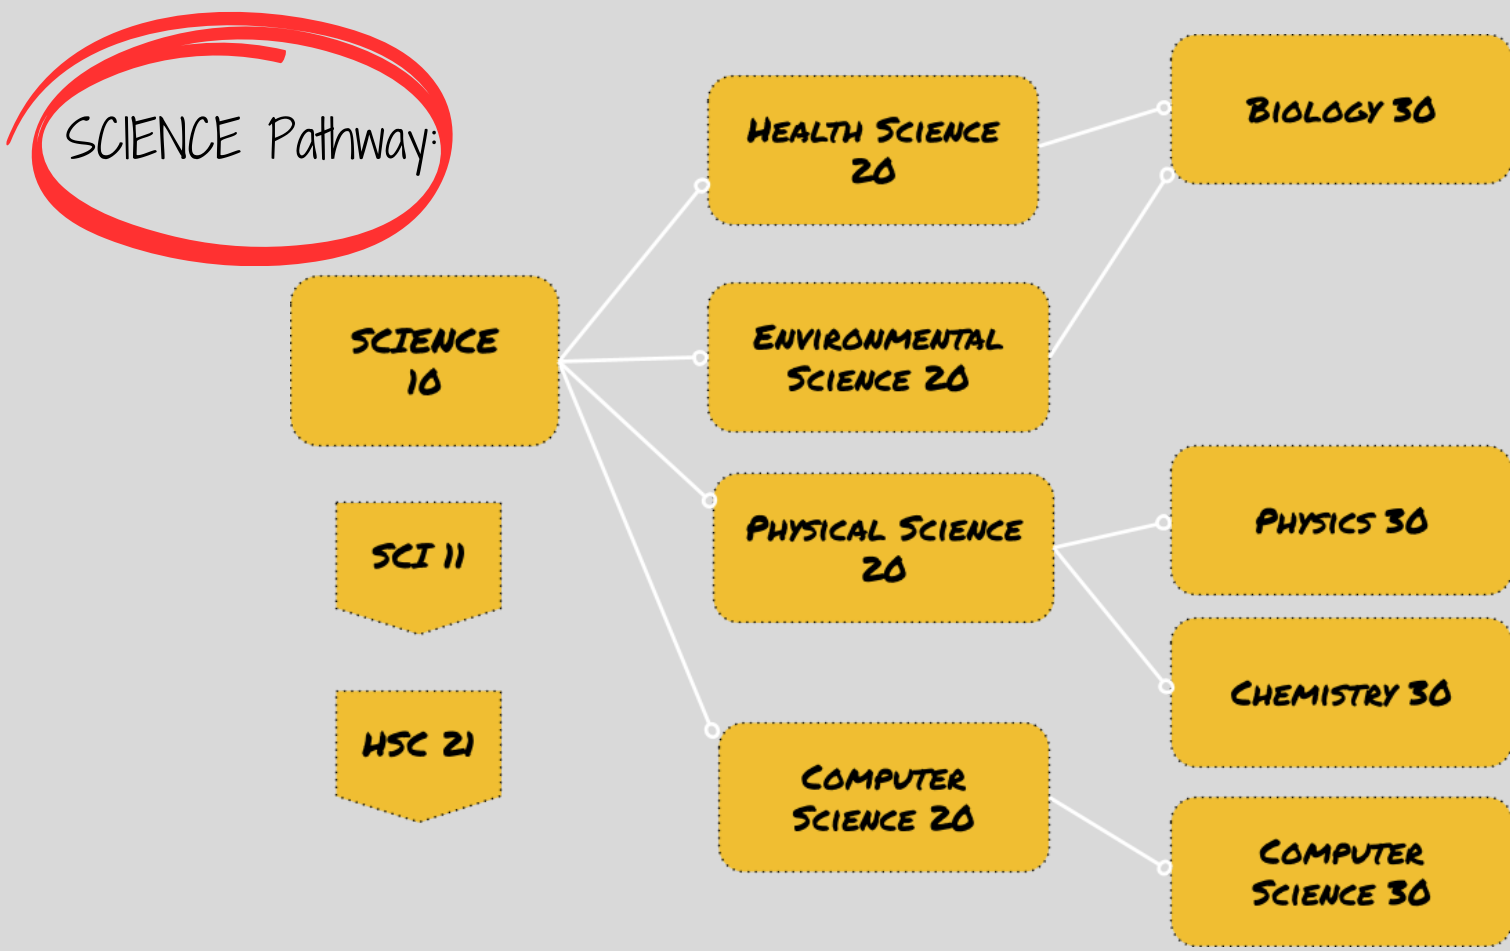 SCIENCE Pathway:
SCIENCE
10
SCI 11
HSC 21
Health Science
20
Environmental
Science 20
Physical Science
20
Computer
Science 20
Biology 30
Physics 30
Chemistry 30
Computer
Science 30